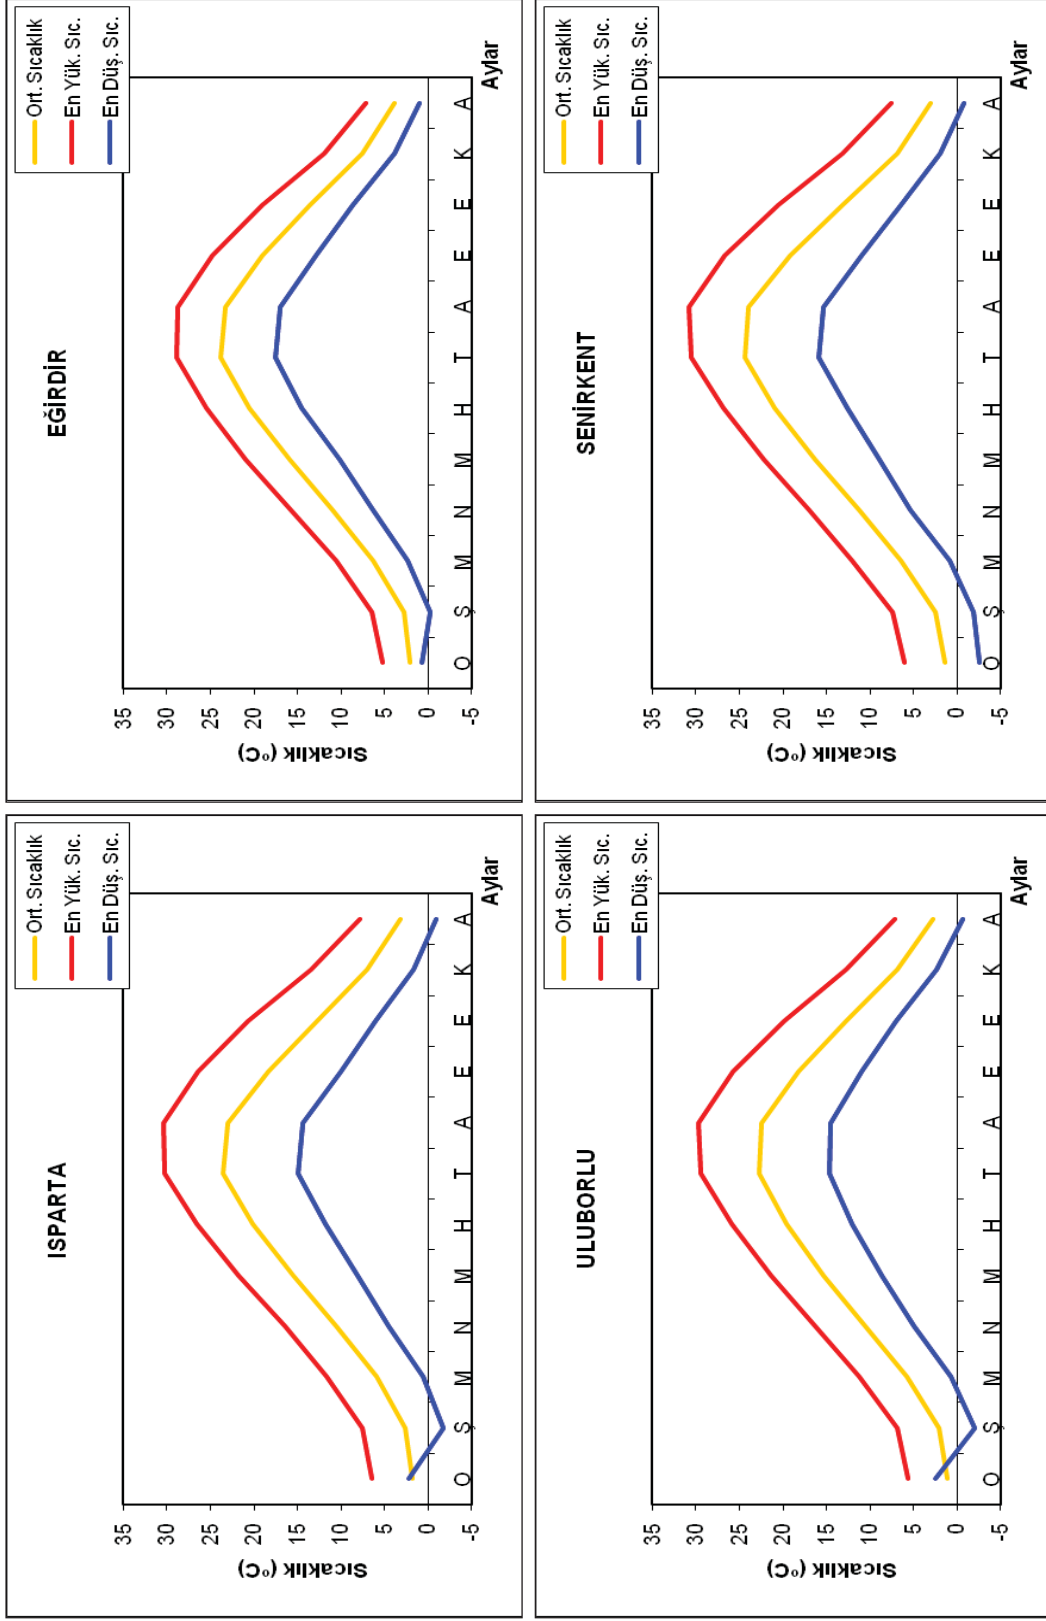 ISPARTA
Ort. Sıcaklık
En Yük. Sıc.
En Düş. Sıc.
35
30
25
20
15
10
5
0
-5
Sıcaklık (°C)
O Ş M N M H T A E E K A
Aylar
EĞİRDİR
Ort. Sıcaklık
En Yük. Sıc.
En Düş. Sıc.
35
30
25
20
15
10
5
0
-5
Sıcaklık (°C)
O Ş M N M H T A E E K A
Aylar
ULUBORLU
Ort. Sıcaklık
En Yük. Sıc.
En Düş. Sıc.
35
30
25
20
15
10
5
0
-5
Sıcaklık (°C)
O Ş M N M H T A E E K A
Aylar
SENİRKENT
Ort. Sıcaklık
En Yük. Sıc.
En Düş. Sıc.
35
30
25
20
15
10
5
0
-5
Sıcaklık (°C)
O Ş M N M H T A E E K A
Aylar